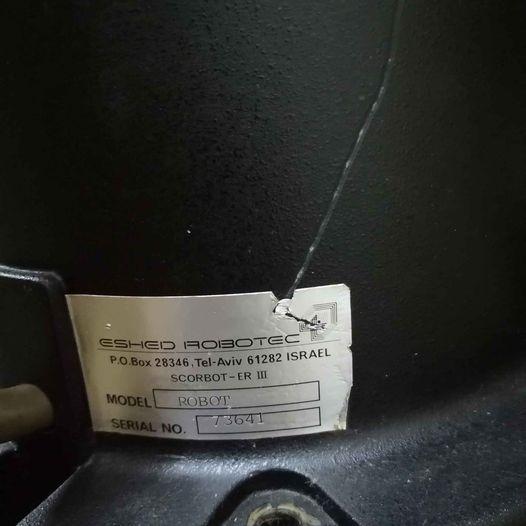 ESHED ROBOTEC
P.O.Box 28346,Tel-Aviv 61282 ISRAEL
SCORBOT-ER III
MODEL ROBOT
SERIAL NO. 73641